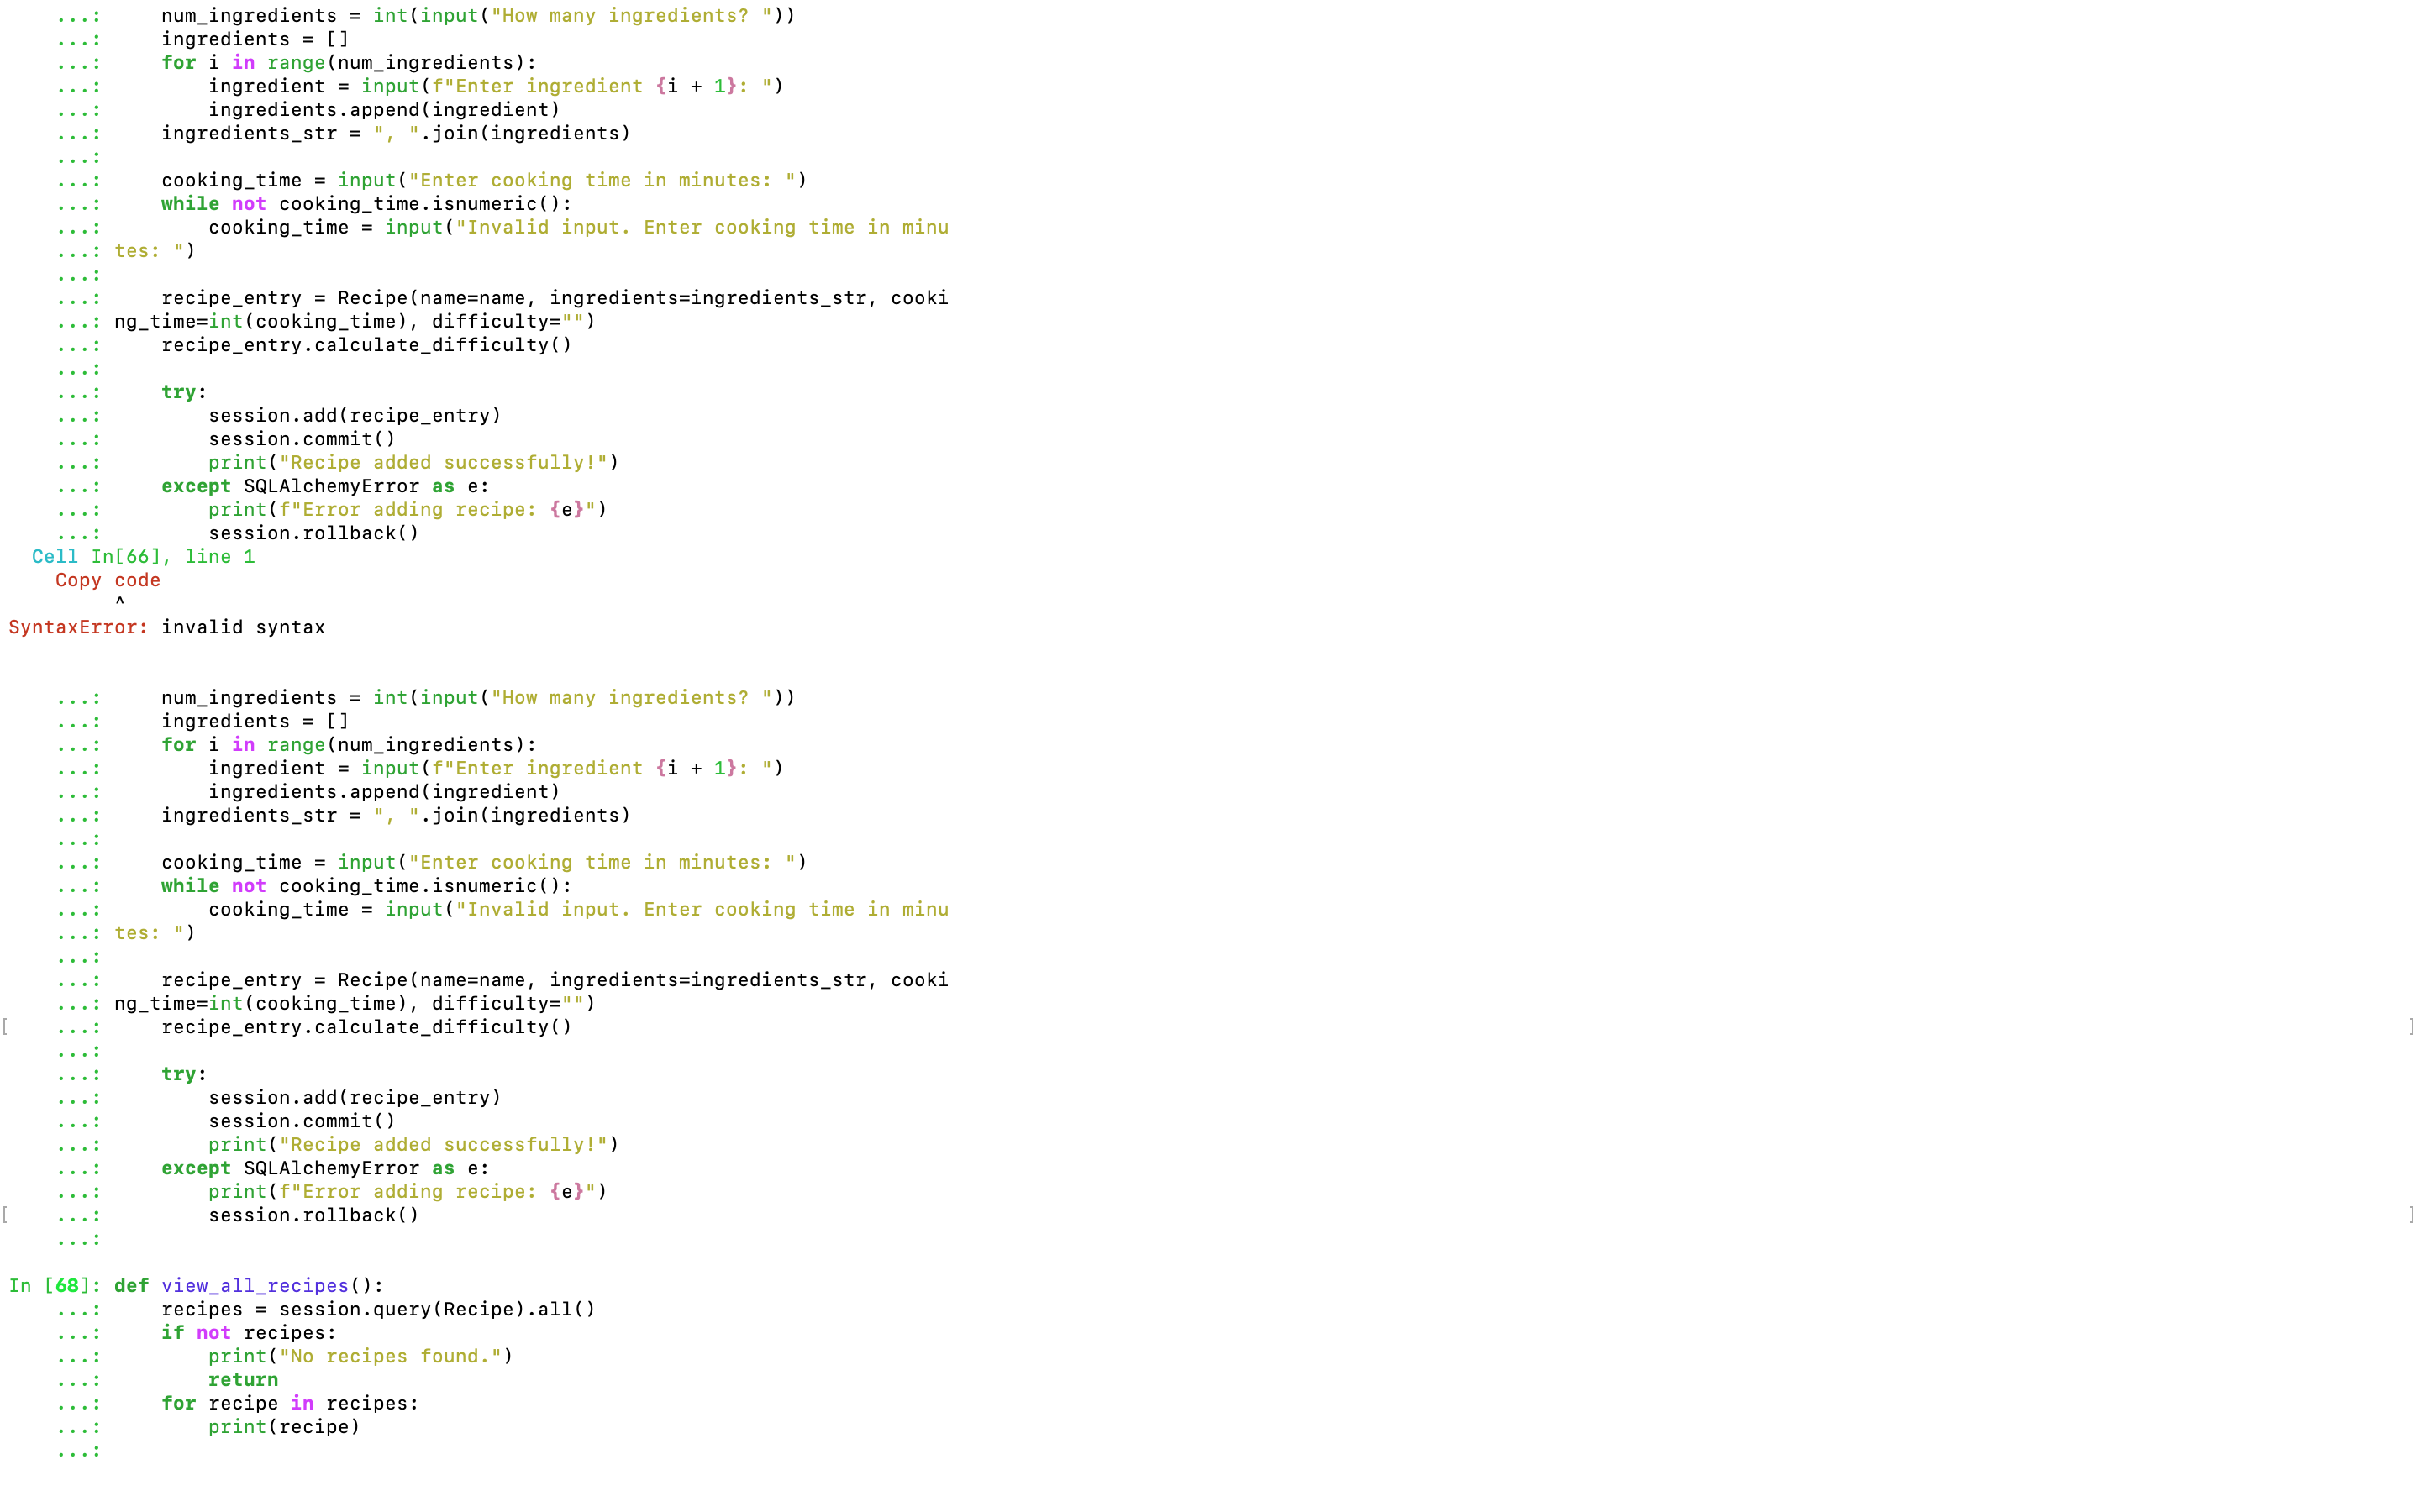 ...:     num_ingredients = int(input("How many ingredients? "))
...:     ingredients = []
...:     for i in range(num_ingredients):
...:         ingredient = input(f"Enter ingredient {i + 1}: ")
...:         ingredients.append(ingredient)
...:     ingredients_str = ", ".join(ingredients)
...:
...:     cooking_time = input("Enter cooking time in minutes: ")
...:     while not cooking_time.isnumeric():
...:         cooking_time = input("Invalid input. Enter cooking time in minu
...: tes: ")
...:
...:     recipe_entry = Recipe(name=name, ingredients=ingredients_str, cooki
...: ng_time=int(cooking_time), difficulty="")
...:     recipe_entry.calculate_difficulty()
...:
...:     try:
...:         session.add(recipe_entry)
...:         session.commit()
...:         print("Recipe added successfully!")
...:     except SQLAlchemyError as e:
...:         print(f"Error adding recipe: {e}")
...:         session.rollback()
Cell In[66], line 1
Copy code
^
SyntaxError: invalid syntax
...:     num_ingredients = int(input("How many ingredients? "))
...:     ingredients = []
...:     for i in range(num_ingredients):
...:         ingredient = input(f"Enter ingredient {i + 1}: ")
...:         ingredients.append(ingredient)
...:     ingredients_str = ", ".join(ingredients)
...:
...:     cooking_time = input("Enter cooking time in minutes: ")
...:     while not cooking_time.isnumeric():
...:         cooking_time = input("Invalid input. Enter cooking time in minu
...: tes: ")
...:
...:     recipe_entry = Recipe(name=name, ingredients=ingredients_str, cooki
...: ng_time=int(cooking_time), difficulty="")
[ ...:     recipe_entry.calculate_difficulty() ]
...:
...:     try:
...:         session.add(recipe_entry)
...:         session.commit()
...:         print("Recipe added successfully!")
...:     except SQLAlchemyError as e:
...:         print(f"Error adding recipe: {e}")
[ ...:         session.rollback() ]
...:
In [68]: def view_all_recipes():
...:     recipes = session.query(Recipe).all()
...:     if not recipes:
...:         print("No recipes found.")
...:         return
...:     for recipe in recipes:
...:         print(recipe)
...: